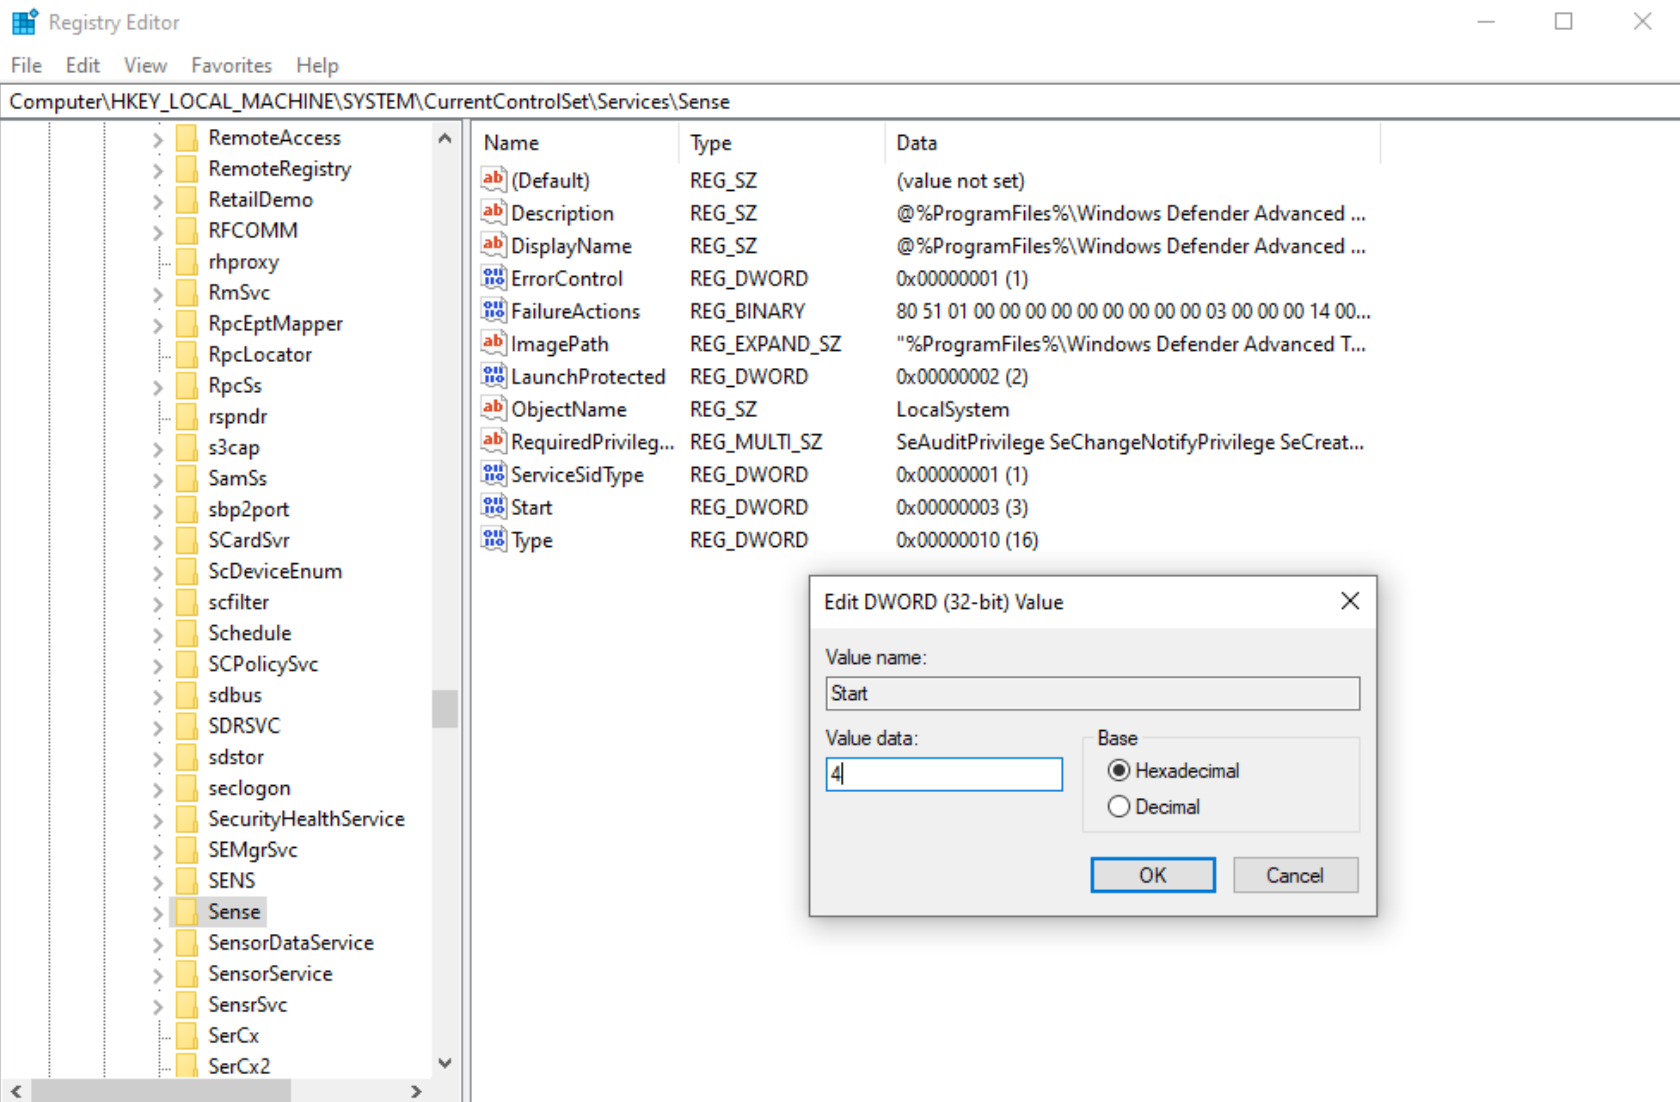 Registry Editor
File Edit View Favorites Help
Computer\HKEY_LOCAL_MACHINE\SYSTEM\CurrentControlSet\Services\Sense
RemoteAccess
RemoteRegistry
RetailDemo
RFCOMM
rhproxy
RmSvc
RpcEptMapper
RpcLocator
RpcSs
rspndr
s3cap
SamSs
sbp2port
SCardSvr
ScDeviceEnum
scfilter
Schedule
SCPolicySvc
sdbus
SDRSVC
sdstor
seclogon
SecurityHealthService
SEMgrSvc
SENS
Sense
SensorDataService
SensorService
SensrSvc
SerCx
SerCx2
Name Type Data
(Default) REG_SZ (value not set)
Description REG_SZ @%ProgramFiles%\Windows Defender Advanced ...
DisplayName REG_SZ @%ProgramFiles%\Windows Defender Advanced ...
ErrorControl REG_DWORD 0x00000001 (1)
FailureActions REG_BINARY 80 51 01 00 00 00 00 00 00 00 00 00 03 00 00 00 14 00...
ImagePath REG_EXPAND_SZ "%ProgramFiles%\Windows Defender Advanced T...
LaunchProtected REG_DWORD 0x00000002 (2)
ObjectName REG_SZ LocalSystem
RequiredPrivileg... REG_MULTI_SZ SeAuditPrivilege SeChangeNotifyPrivilege SeCreat...
ServiceSidType REG_DWORD 0x00000001 (1)
Start REG_DWORD 0x00000003 (3)
Type REG_DWORD 0x00000010 (16)
Edit DWORD (32-bit) Value
Value name:
Start
Value data: Base
4 Hexadecimal
Decimal
OK Cancel